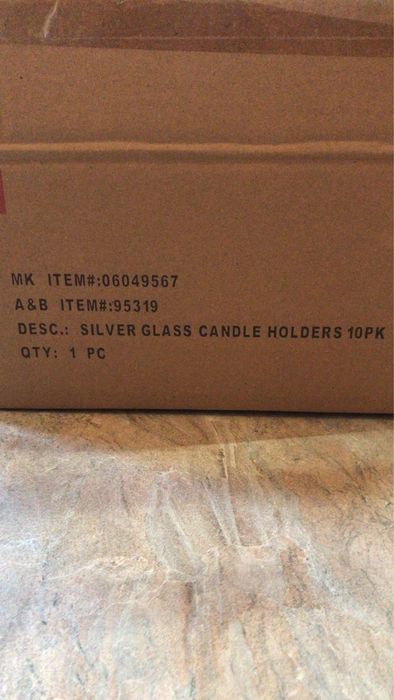 MK ITEM#:06049567
A&B ITEM#:95319
DESC.: SILVER GLASS CANDLE HOLDERS 10PK
QTY: 1 PC